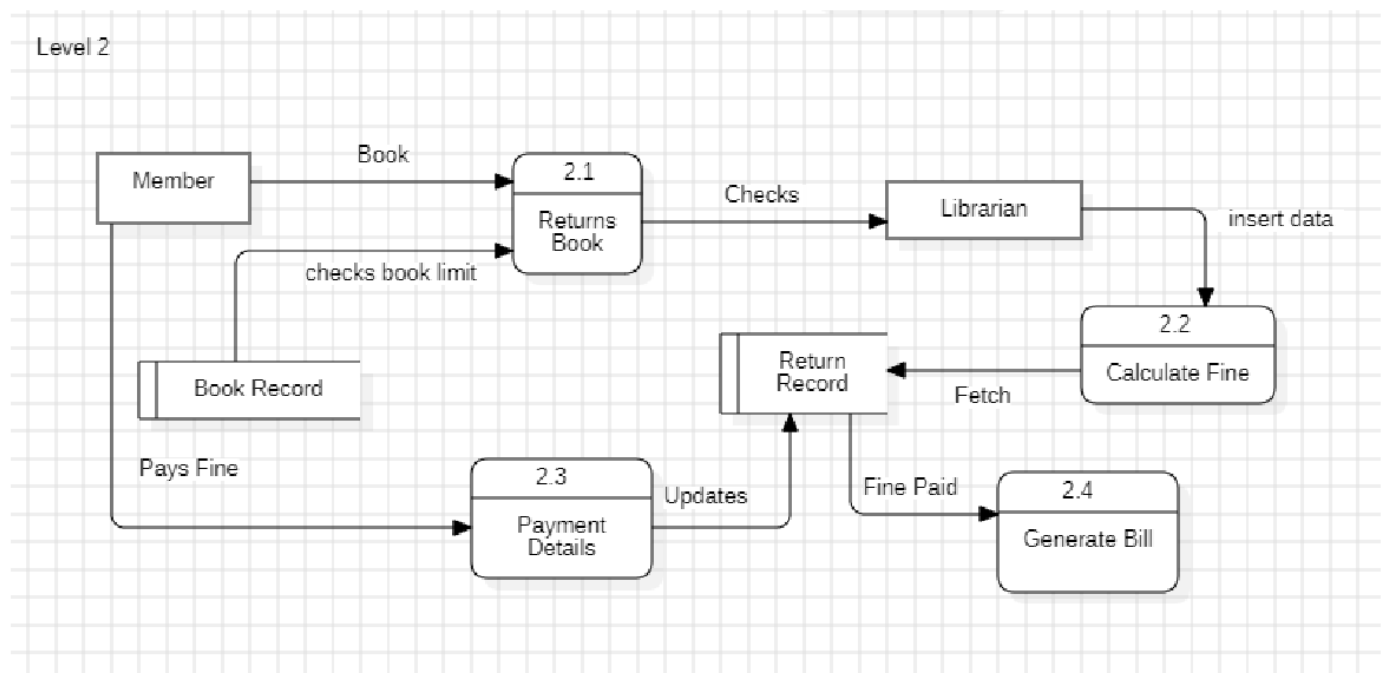 Level 2
Book
Member
2.1
Returns
Book
Checks
Librarian
insert data
checks book limit
2.2
Calculate Fine
Return
Record
Book Record
Fetch
Pays Fine
2.3
Payment
Details
Updates
Fine Paid
2.4
Generate Bill